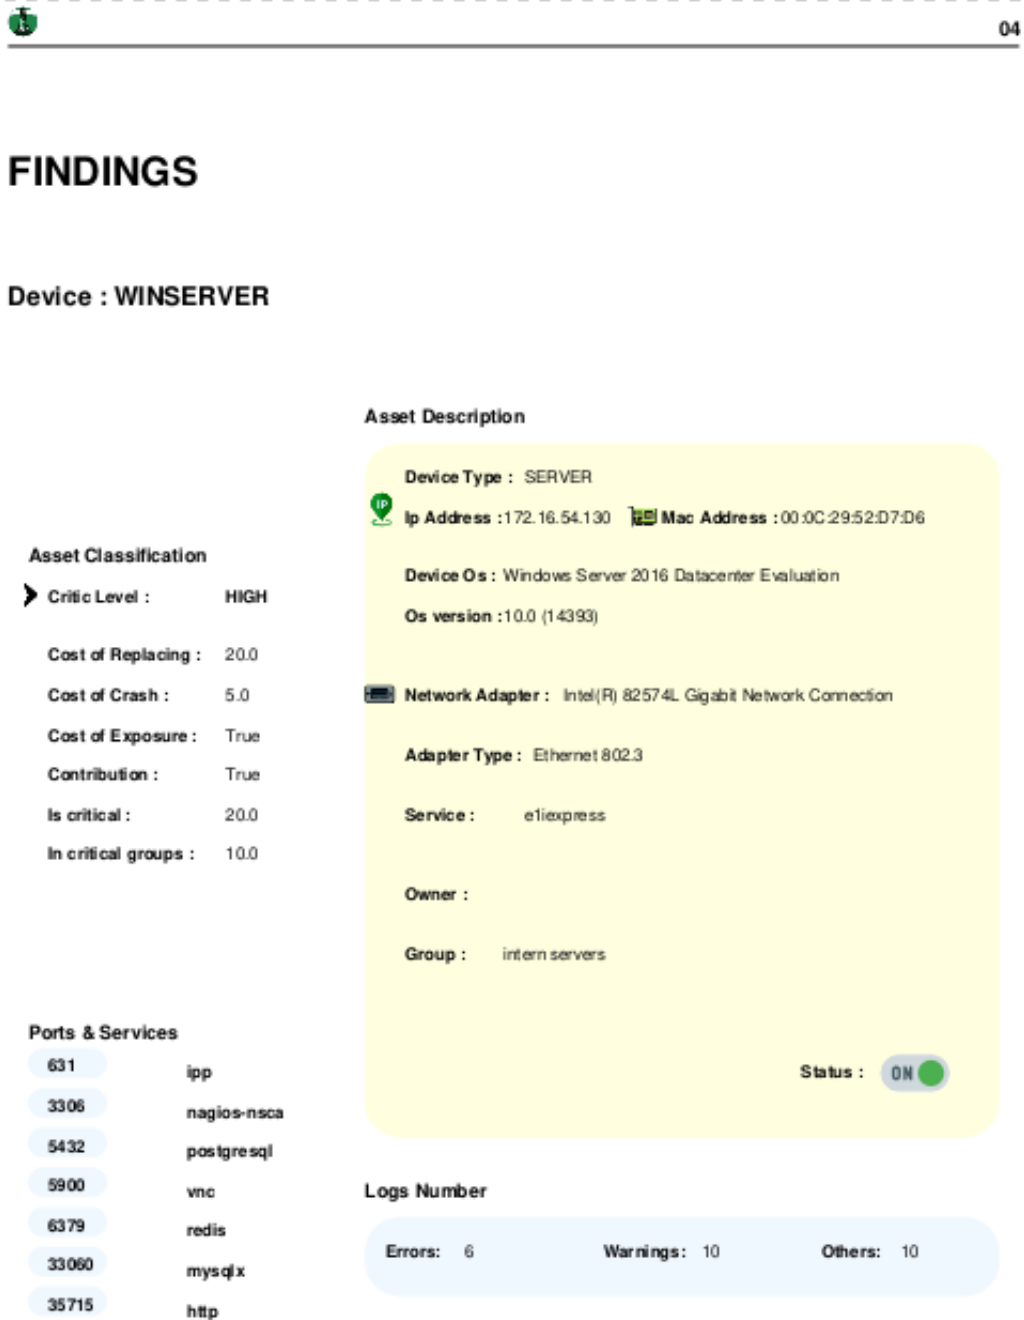 04
FINDINGS
Device : WINSERVER
Asset Description
Device Type : SERVER
IP
Ip Address :172.16.54.130 Mac Address :00:0C:29:52:D7:D6
Device Os : Windows Server 2016 Datacenter Evaluation
Os version :10.0 (14393)
Network Adapter : Intel(R) 82574L Gigabit Network Connection
Adapter Type : Ethernet 802.3
Service : e1iexpress
Owner :
Group : intern servers
Status : ON
Asset Classification
Critic Level : HIGH
Cost of Replacing : 20.0
Cost of Crash : 5.0
Cost of Exposure : True
Contribution : True
Is critical : 20.0
In critical groups : 10.0
Ports & Services
631 ipp
3306 nagios-nsca
5432 postgresql
5900 vnc
6379 redis
33060 mysqlx
35715 http
Logs Number
Errors: 6 Warnings: 10 Others: 10